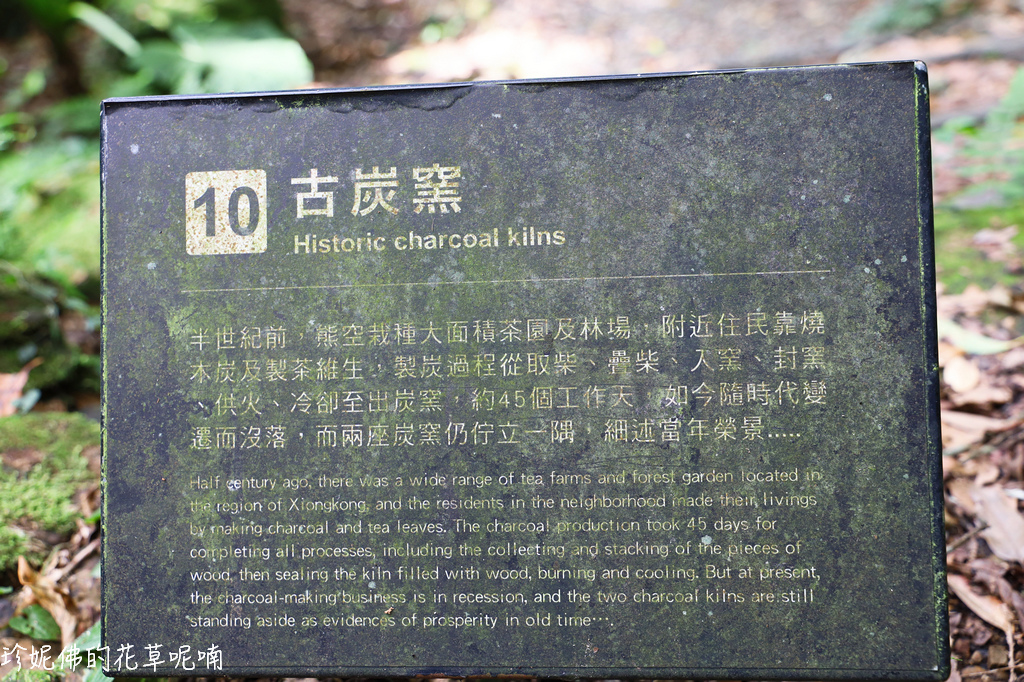 10
古炭窯
Historic charcoal kilns
半世紀前，熊空栽種大面積茶園及林場，附近住民靠燒
本炭及製茶維生，製炭過程從取柴、疊柴、入窯、封窯
、供火、冷卻至出炭窯，約45個工作天，如今隨時代變
遷而沒落，而兩座炭窯仍佇立一隅，細述當年榮景.....
Half century ago, there was a wide range of tea farms and forest garden located in
the region of Xiongkong, and the residents in the neighborhood made their livings
by making charcoal and tea leaves. The charcoal production took 45 days for
completing all processes, including the collecting and stacking of the pieces of
wood, then sealing the kiln filled with wood, burning and cooling. But at present,
the charcoal-making business is in recession, and the two charcoal kilns are still
standing aside as evidences of prosperity in old time⋯.
珍妮佛的花草呢喃